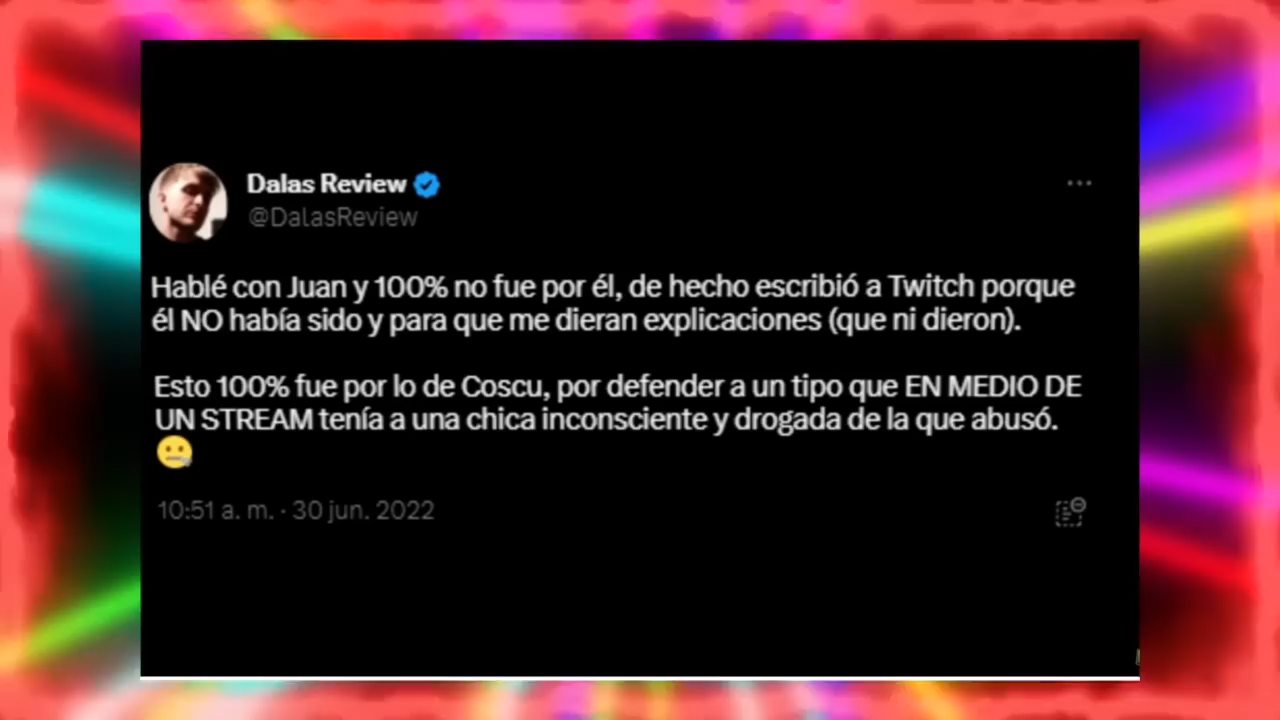 Dalas Review
@DalasReview
Hablé con Juan y 100% no fue por él, de hecho escribió a Twitch porque
él NO había sido y para que me dieran explicaciones (que ni dieron).
Esto 100% fue por lo de Coscu, por defender a un tipo que EN MEDIO DE
UN STREAM tenía a una chica inconsciente y drogada de la que abusó.
🤐
10:51 a. m. · 30 jun. 2022